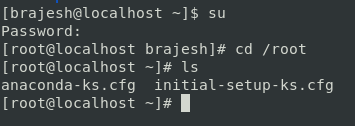 [brajesh@localhost ~]$ su
Password:
[root@localhost brajesh]# cd /root
[root@localhost ~]# ls
anaconda-ks.cfg  initial-setup-ks.cfg
[root@localhost ~]#